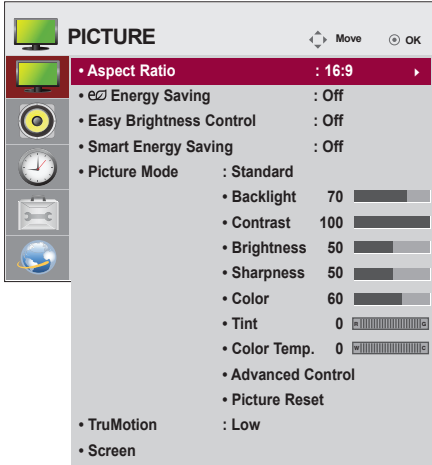 PICTURE Move OK
• Aspect Ratio : 16:9
• Energy Saving : Off
• Easy Brightness Control : Off
• Smart Energy Saving : Off
• Picture Mode : Standard
• Backlight 70
• Contrast 100
• Brightness 50
• Sharpness 50
• Color 60
• Tint 0 R G
• Color Temp. 0 W C
• Advanced Control
• Picture Reset
• TruMotion : Low
• Screen